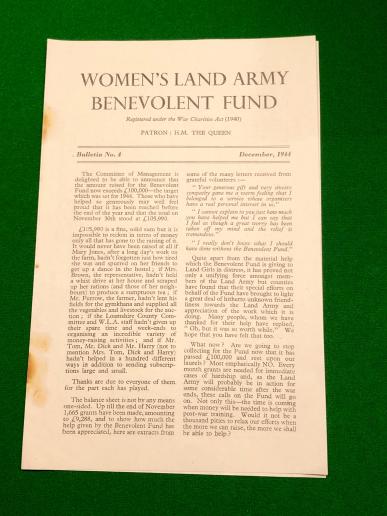 WOMEN'S LAND ARMY
BENEVOLENT FUND
Registered under the War Charities Act (1940)
PATRON: H.M. THE QUEEN
Bulletin No. 4 December, 1944
The Committee of Management is
delighted to be able to announce that
the amount raised for the Benevolent
Fund now exceeds £100,000—the target
which was set for 1944. Those who have
helped so generously may well feel
proud that it has been reached before
the end of the year and that the total on
November 30th stood at £105,990.
£105,990 is a fine, solid sum but it is
impossible to reckon in terms of money
only all that has gone to the raising of it.
It would never have been raised at all if
Mary Jones, after a long day's work on
the farm, hadn't forgotten just how tired
she was and spurred on her friends to
get up a dance in the hostel; if Mrs.
Brown, the representative, hadn't held
a whist drive at her house and scraped
up her rations (and those of her neigh-
bours) to produce a sumptuous tea; if
Mr. Furrow, the farmer, hadn't lent his
fields for the gymkhana and supplied all
the vegetables and livestock for the auc-
tion; if the Loamshire County Com-
mittee and W.L.A. staff hadn't given up
their spare time and week-ends to
organising an incredible variety of
money-raising activities; and if Mr.
Tom, Mr. Dick and Mr. Harry (not to
mention Mrs. Tom, Dick and Harry)
hadn't helped in a hundred different
ways in addition to sending subscrip-
tions large and small.
Thanks are due to everyone of them
for the part each has played.
The balance sheet is not by any means
one-sided. Up till the end of November
1,665 grants have been made, amounting
to £9,288, and to show how much the
help given by the Benevolent Fund has
been appreciated, here are extracts from
some of the many letters received from
grateful volunteers:—
"Your generous gift and very sincere
sympathy gave me a warm feeling that I
belonged to a service whose organisers
have a real personal interest in us."
"I cannot explain to you just how much
you have helped me but I can say that
I feel as though a great worry has been
taken off my mind and the relief is
tremendous."
"I really don't know what I should
have done without the Benevolent Fund."
Quite apart from the material help
which the Benevolent Fund is giving to
Land Girls in distress, it has proved not
only a unifying force amongst mem-
bers of the Land Army but counties
have found that their special efforts on
behalf of the Fund have brought to light
a great deal of hitherto unknown friend-
liness towards the Land Army and
appreciation of the work which it is
doing. Many people, when we have
thanked for their help have replied,
"Oh, but it was so worth while." We
hope that you have felt that too.
What now? Are we going to stop
collecting for the Fund now that it has
passed £100,000 and rest upon our
laurels? Most emphatically NO. Every
month grants are needed for immediate
cases of hardship and, as the Land
Army will probably be in action for
some considerable time after the war
ends, these calls on the Fund will go
on. Not only this—the time is coming
when money will be needed to help with
post-war training. Would it not be a
thousand pities to relax our efforts when
the more we can raise, the more we shall
be able to help?